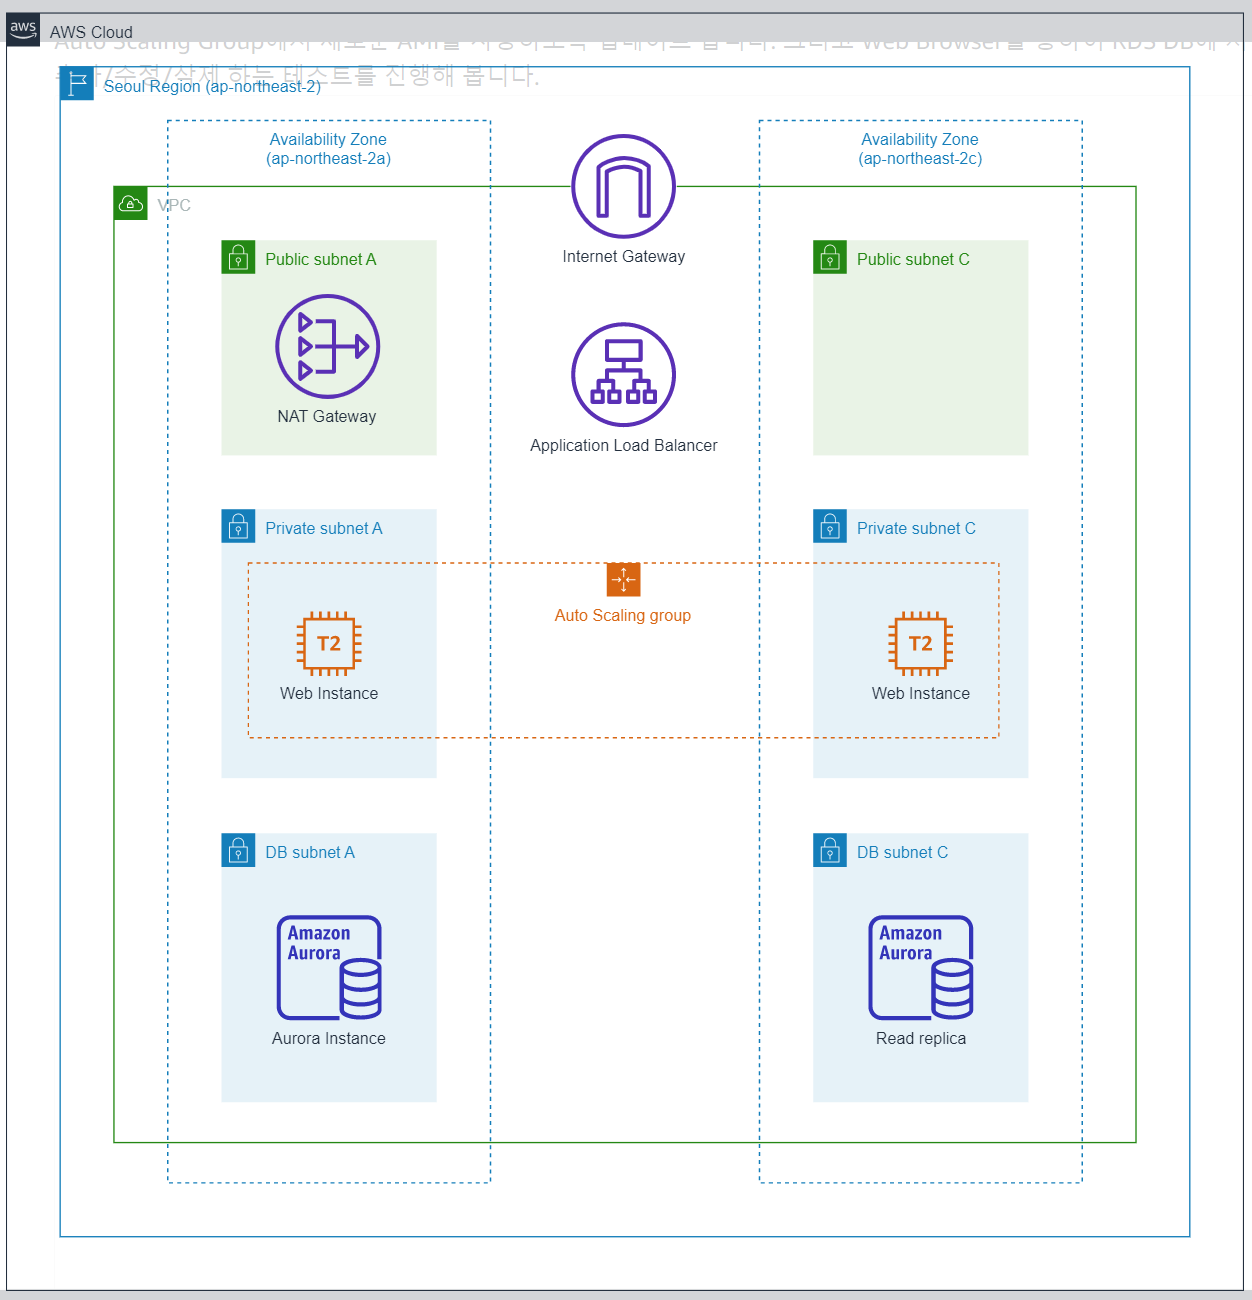 aws
AWS Cloud
Auto Scaling Group에서 새로운 AMI를 사용하도록 업데이트 합니다. 그리고 Web Browser를 통하여 RDS DB에
/수정/삭제 하는 테스트를 진행해 봅니다.
Seoul Region (ap-northeast-2)
Availability Zone
(ap-northeast-2a)
Availability Zone
(ap-northeast-2c)
VPC
Internet Gateway
Public subnet A
Public subnet C
NAT Gateway
Application Load Balancer
Private subnet A
Private subnet C
Auto Scaling group
T2
T2
Web Instance
Web Instance
DB subnet A
DB subnet C
Amazon
Aurora
Amazon
Aurora
Aurora Instance
Read replica